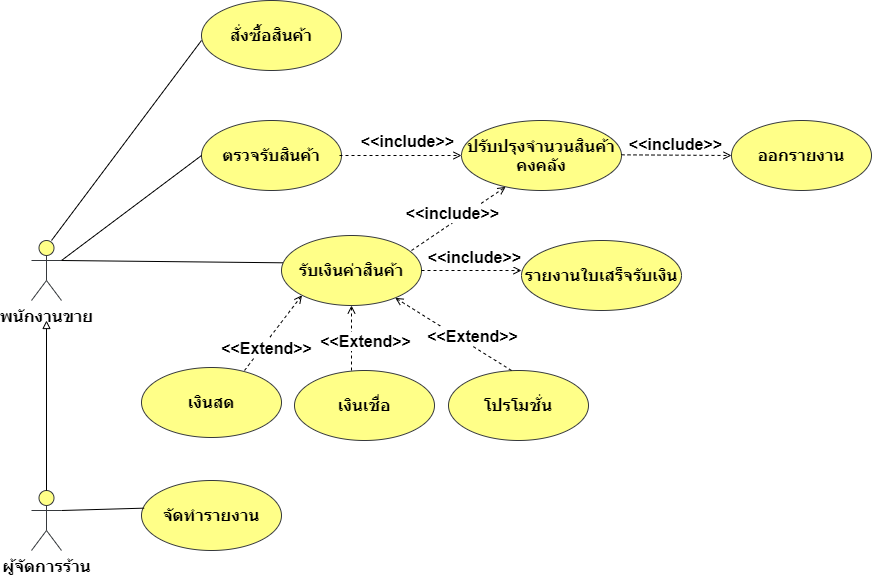 สั่งซื้อสินค้า
ตรวจรับสินค้า
<<include>>
ปรับปรุงจำนวนสินค้า
คงคลัง
<<include>>
ออกรายงาน
<<include>>
รับเงินค่าสินค้า
<<include>>
รายงานใบเสร็จรับเงิน
พนักงานขาย
<<Extend>>
<<Extend>>
<<Extend>>
เงินสด
เงินเชื่อ
โปรโมชั่น
จัดทำรายงาน
ผู้จัดการร้าน